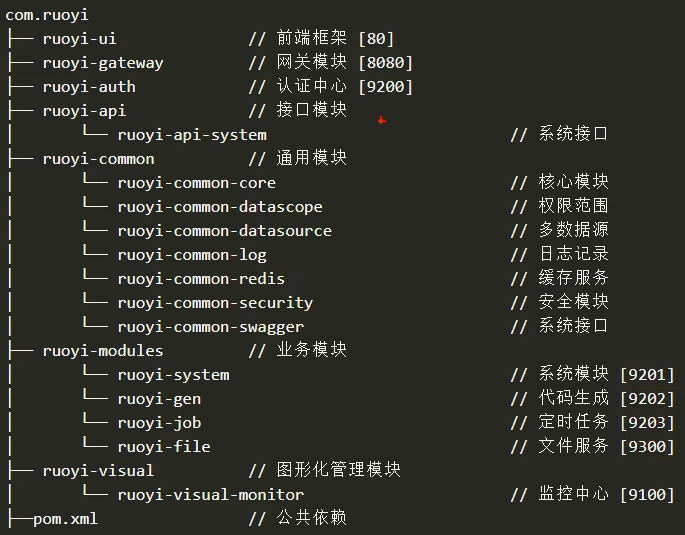 com.ruoyi
├── ruoyi-ui              // 前端框架 [80]
├── ruoyi-gateway         // 网关模块 [8080]
├── ruoyi-auth            // 认证中心 [9200]
├── ruoyi-api             // 接口模块
│       └── ruoyi-api-system                          // 系统接口
├── ruoyi-common          // 通用模块
│       └── ruoyi-common-core                         // 核心模块
│       └── ruoyi-common-datascope                    // 权限范围
│       └── ruoyi-common-datasource                   // 多数据源
│       └── ruoyi-common-log                          // 日志记录
│       └── ruoyi-common-redis                        // 缓存服务
│       └── ruoyi-common-security                     // 安全模块
│       └── ruoyi-common-swagger                      // 系统接口
├── ruoyi-modules         // 业务模块
│       └── ruoyi-system                              // 系统模块 [9201]
│       └── ruoyi-gen                                 // 代码生成 [9202]
│       └── ruoyi-job                                 // 定时任务 [9203]
│       └── ruoyi-file                                // 文件服务 [9300]
├── ruoyi-visual          // 图形化管理模块
│       └── ruoyi-visual-monitor                      // 监控中心 [9100]
├──pom.xml                // 公共依赖